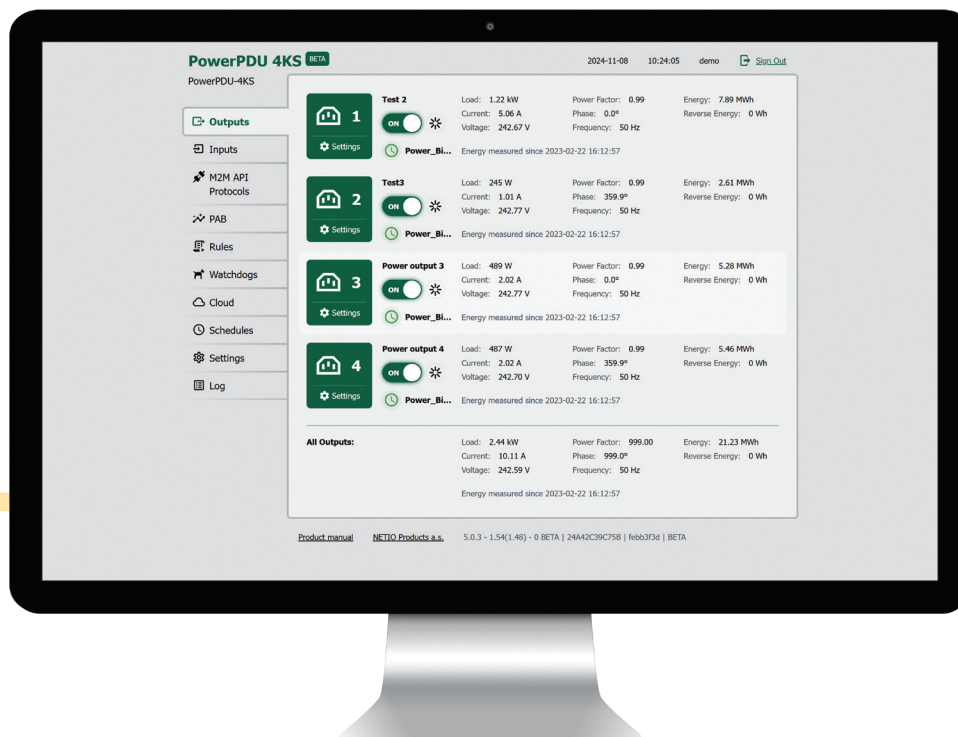 PowerPDU 4KS BETA
2024-11-08 10:24:05 demo Sign Out
PowerPDU-4KS
Outputs
Inputs
M2M API
Protocols
PAB
Rules
Watchdogs
Cloud
Schedules
Settings
Log
1
Settings
Test 2
ON
Power_Bi...
Load: 1.22 kW Power Factor: 0.99 Energy: 7.89 MWh
Current: 5.06 A Phase: 0.0° Reverse Energy: 0 Wh
Voltage: 242.67 V Frequency: 50 Hz
Energy measured since 2023-02-22 16:12:57
2
Settings
Test3
ON
Power_Bi...
Load: 245 W Power Factor: 0.99 Energy: 2.61 MWh
Current: 1.01 A Phase: 359.9° Reverse Energy: 0 Wh
Voltage: 242.77 V Frequency: 50 Hz
Energy measured since 2023-02-22 16:12:57
3
Settings
Power output 3
ON
Power_Bi...
Load: 489 W Power Factor: 0.99 Energy: 5.28 MWh
Current: 2.02 A Phase: 0.0° Reverse Energy: 0 Wh
Voltage: 242.77 V Frequency: 50 Hz
Energy measured since 2023-02-22 16:12:57
4
Settings
Power output 4
ON
Power_Bi...
Load: 487 W Power Factor: 0.99 Energy: 5.46 MWh
Current: 2.02 A Phase: 359.9° Reverse Energy: 0 Wh
Voltage: 242.70 V Frequency: 50 Hz
Energy measured since 2023-02-22 16:12:57
All Outputs:
Load: 2.44 kW Power Factor: 999.00 Energy: 21.23 MWh
Current: 10.11 A Phase: 999.0° Reverse Energy: 0 Wh
Voltage: 242.59 V Frequency: 50 Hz
Energy measured since 2023-02-22 16:12:57
Product manual NETIO Products a.s. 5.0.3 - 1.54(1.48) - 0 BETA | 24A42C39C75B | febb3f3d | BETA